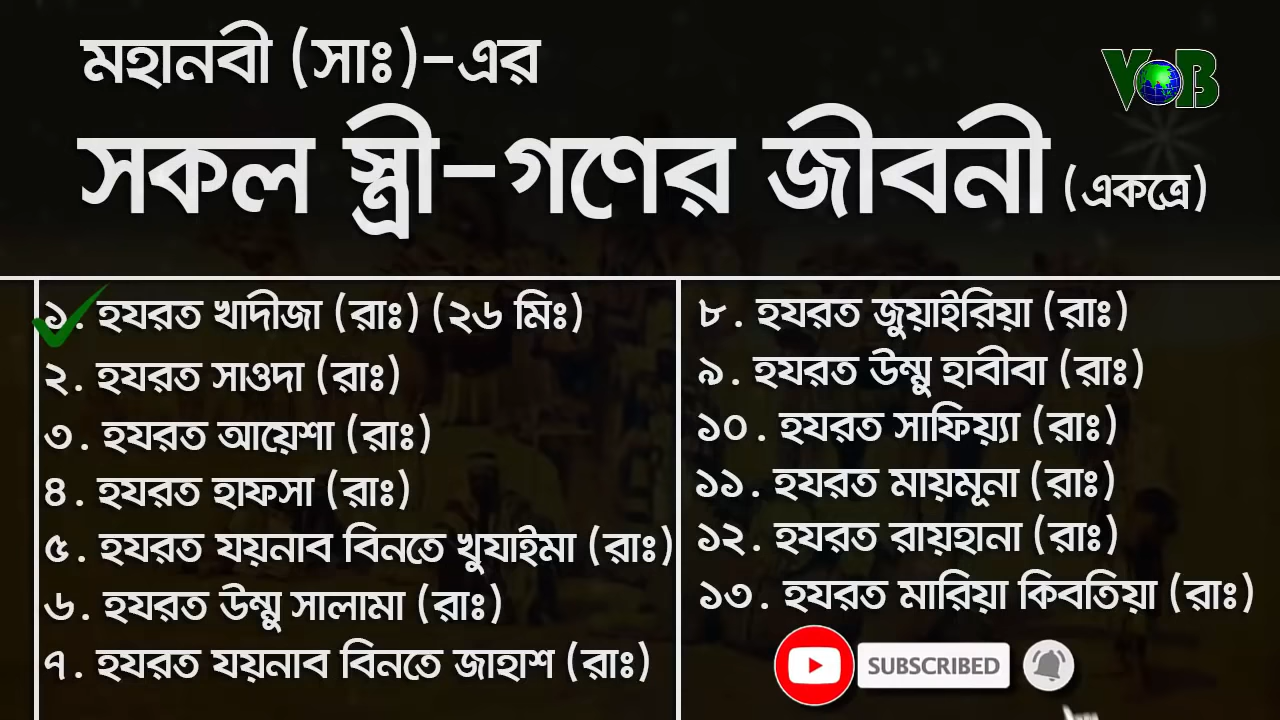 মহানবী (সাঃ)-এর
VOB
সকল স্ত্রী-গণের জীবনী (একত্রে)
১. হযরত খাদীজা (রাঃ) (২৬ মিঃ)
২. হযরত সাওদা (রাঃ)
৩. হযরত আয়েশা (রাঃ)
৪. হযরত হাফসা (রাঃ)
৫. হযরত যয়নাব বিনতে খুযাইমা (রাঃ)
৬. হযরত উম্মু সালামা (রাঃ)
৭. হযরত যয়নাব বিনতে জাহাশ (রাঃ)
৮. হযরত জুয়াইরিয়া (রাঃ)
৯. হযরত উম্মু হাবীবা (রাঃ)
১০. হযরত সাফিয়্যা (রাঃ)
১১. হযরত মায়মূনা (রাঃ)
১২. হযরত রায়হানা (রাঃ)
১৩. হযরত মারিয়া কিবতিয়া (রাঃ)
SUBSCRIBED